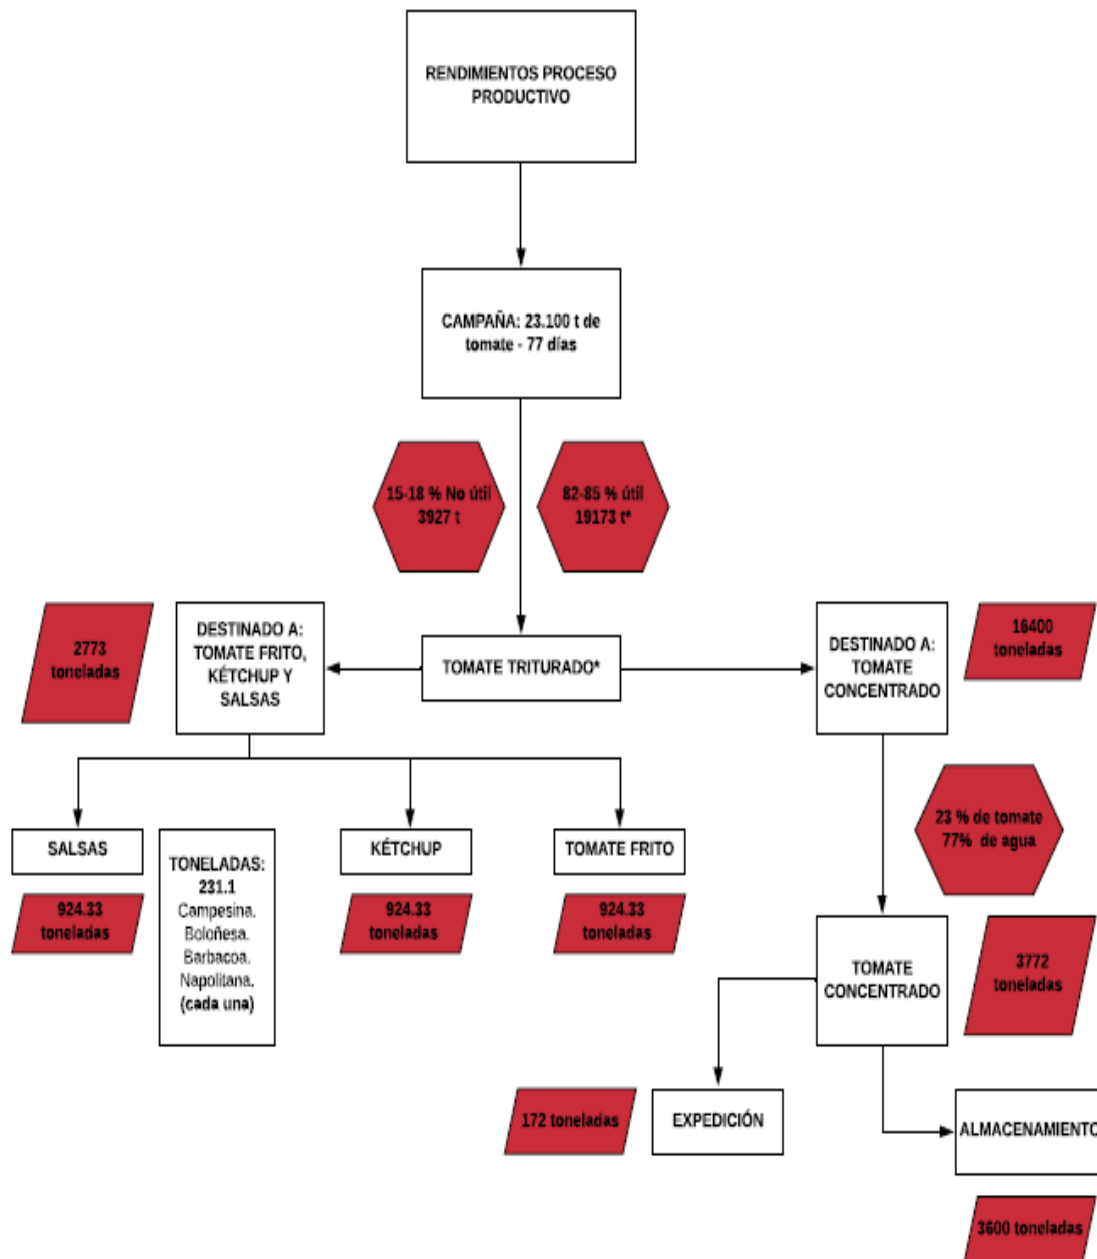 RENDIMIENTOS PROCESO
PRODUCTIVO
CAMPAÑA: 23.100 t de
tomate - 77 días
15-18 % No útil
3927 t
82-85 % útil
19173 t*
2773
toneladas
DESTINADO A:
TOMATE FRITO,
KÉTCHUP Y
SALSAS
TOMATE TRITURADO*
DESTINADO A:
TOMATE
CONCENTRADO
16400
toneladas
23 % de tomate
77% de agua
SALSAS
924.33
toneladas
TONELADAS:
231.1
Campesina.
Boloñesa.
Barbacoa.
Napolitana.
(cada una)
KÉTCHUP
924.33
toneladas
TOMATE FRITO
924.33
toneladas
TOMATE
CONCENTRADO
3772
toneladas
172 toneladas
EXPEDICIÓN
ALMACENAMIENTO
3600 toneladas